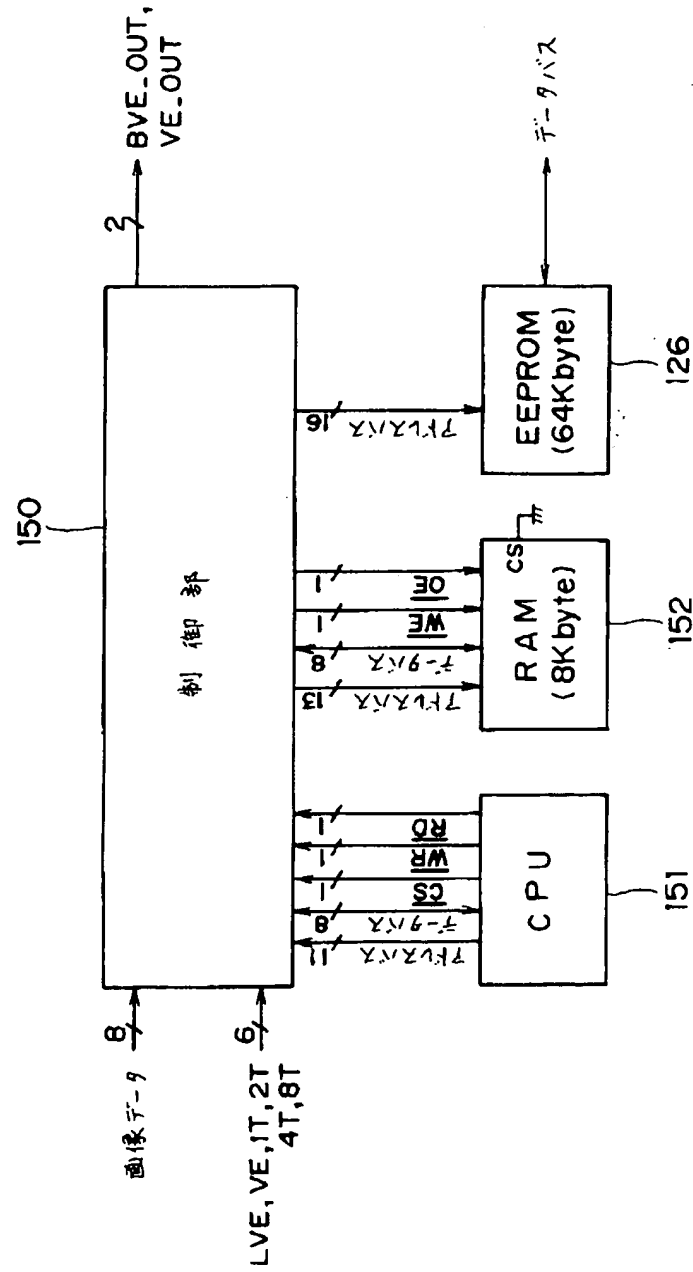 150
BVE_OUT,
VE_OUT
2
画像データ
8
LVE, VE, 1T, 2T
4T, 8T
6
制御部
11
アドレスバス
8
データバス
1
CS
1
WR
1
RD
13
アドレスバス
8
データバス
1
WE
1
OE
16
アドレスバス
CPU
151
RAM
(8Kbyte)
CS
152
EEPROM
(64Kbyte)
126
データバス